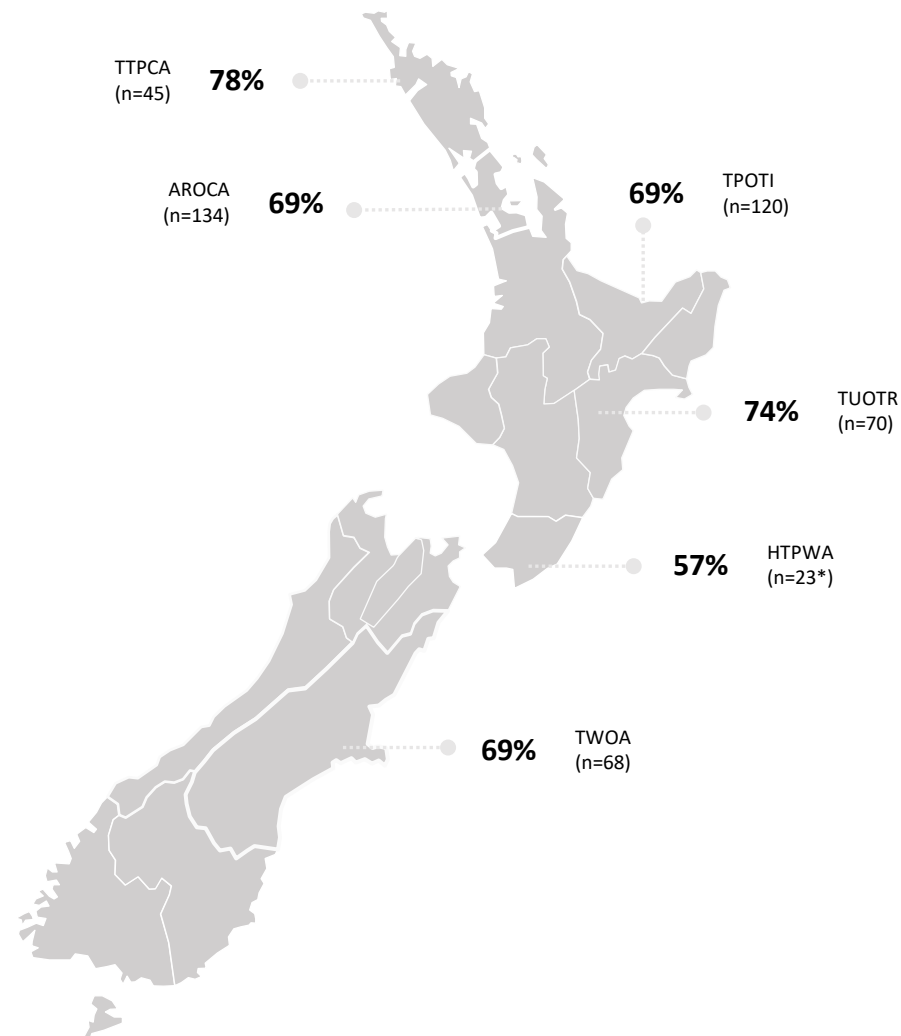 TTPCA
(n=45)
78%
AROCA
(n=134)
69%
69%
TPOTI
(n=120)
74%
TUOTR
(n=70)
57%
HTPWA
(n=23*)
69%
TWOA
(n=68)